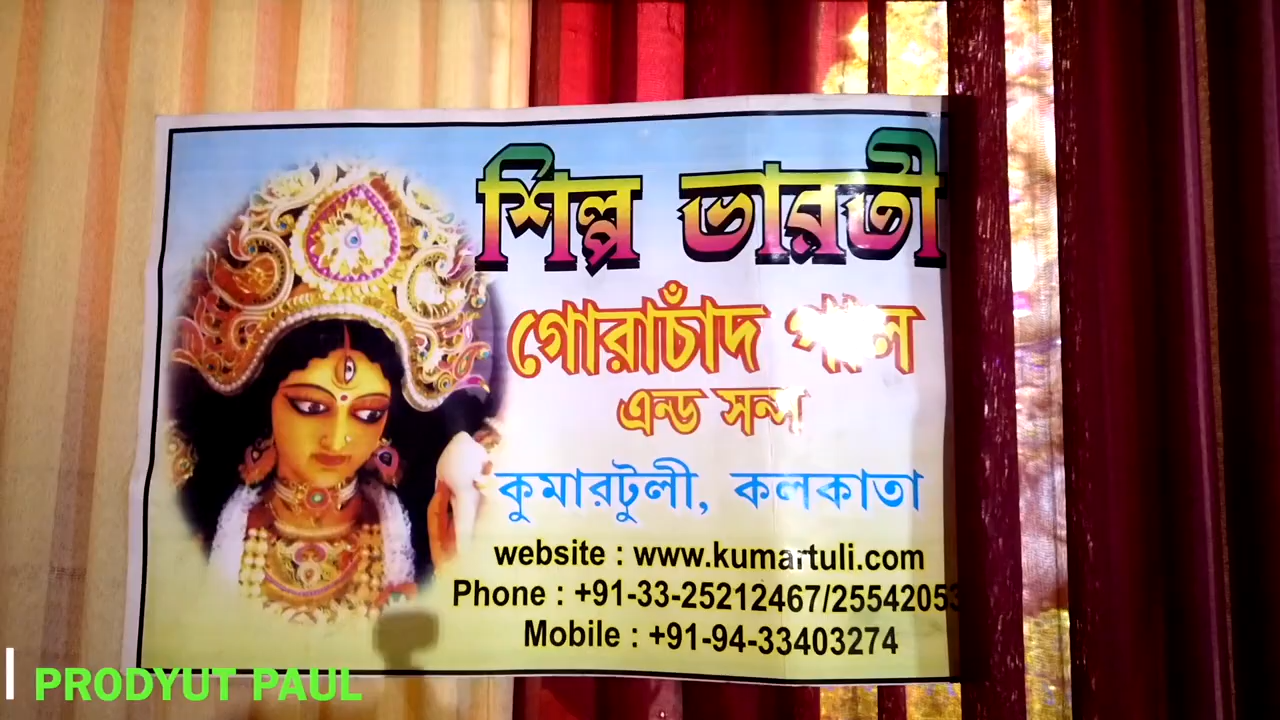 শিল্প ভারতী
গোরাচাঁদ পাল
এন্ড সন্স
কুমারটুলী, কলকাতা
website : www.kumartuli.com
Phone : +91-33-25212467/25542053
Mobile : +91-94-33403274
PRODYUT PAUL